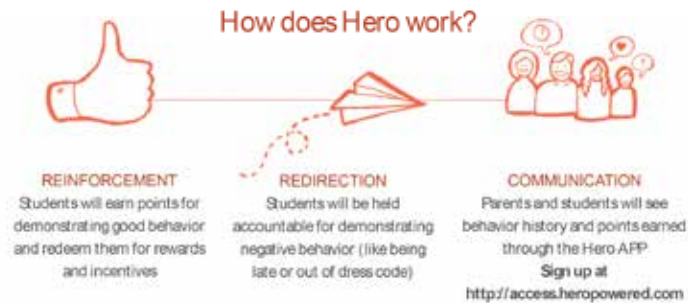 How does Hero work?
REINFORCEMENT
Students will earn points for
demonstrating good behavior
and redeem them for rewards
and incentives
REDIRECTION
Students will be held
accountable for demonstrating
negative behavior (like being
late or out of dress code)
COMMUNICATION
Parents and students will see
behavior history and points earned
through the Hero APP
Sign up at
http://access.heropowered.com